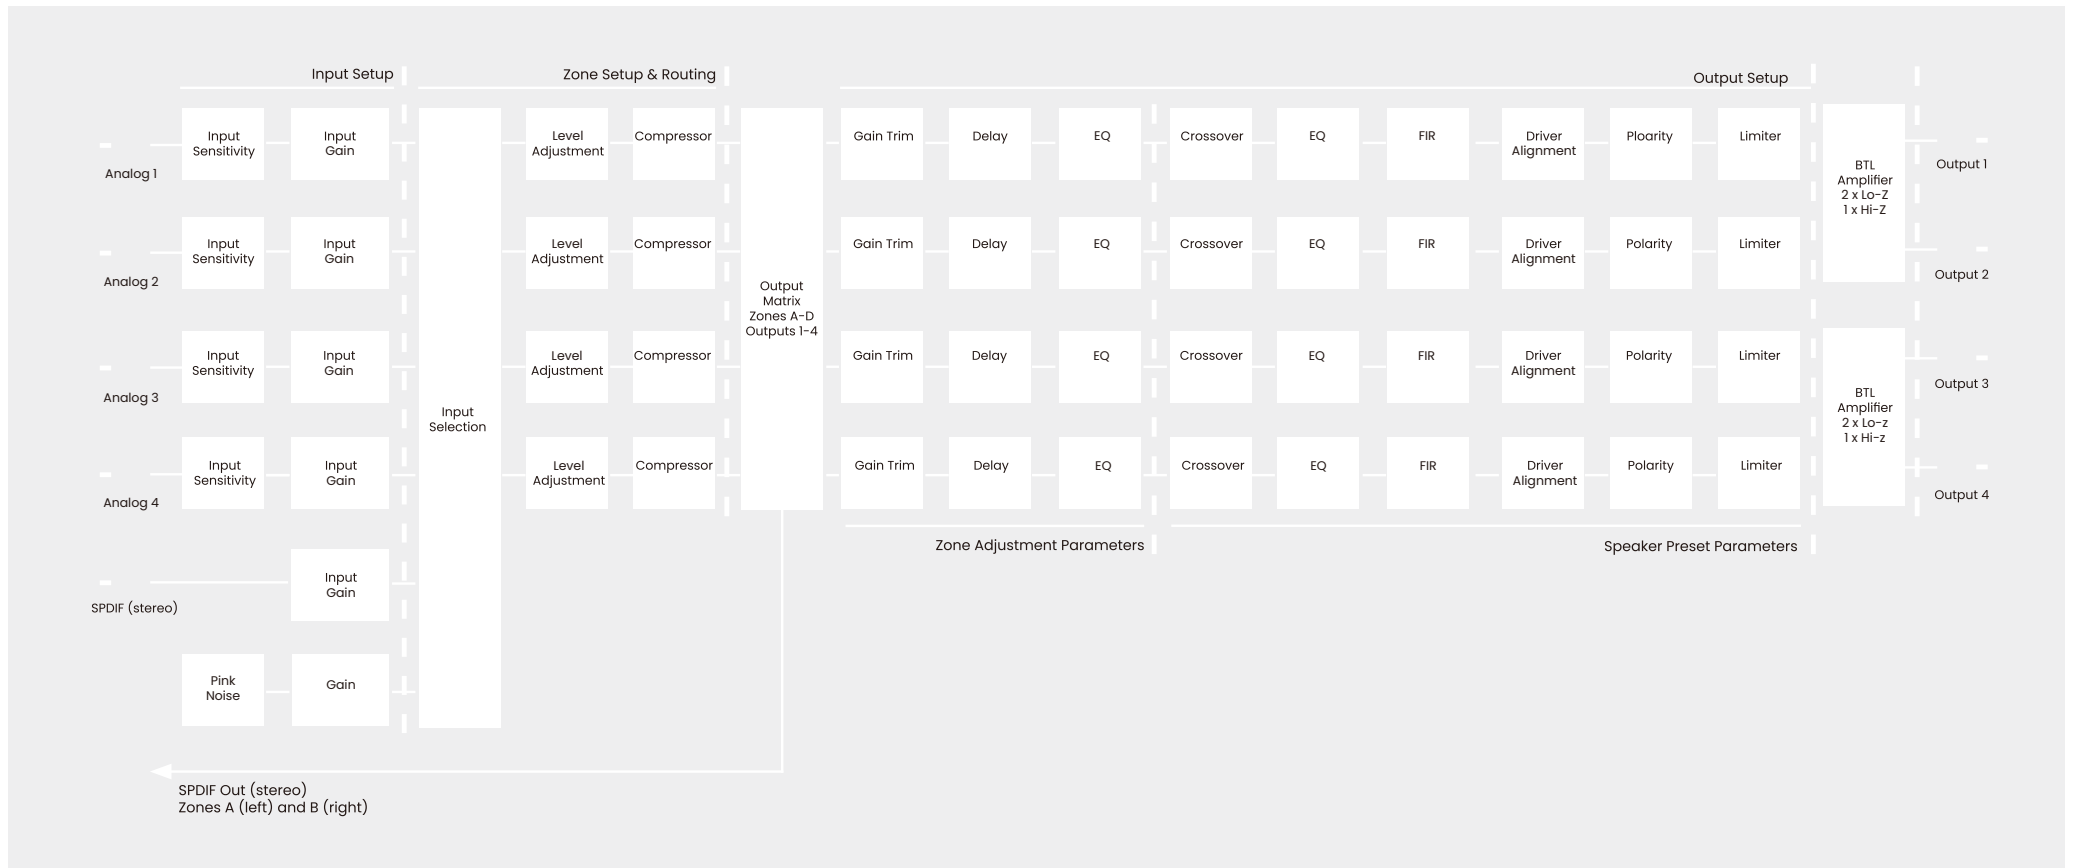 Input Setup
Zone Setup & Routing
Output Setup
Analog 1
Input
Sensitivity
Input
Gain
Level
Adjustment
Compressor
Gain Trim
Delay
EQ
Crossover
EQ
FIR
Driver
Alignment
Ploarity
Limiter
BTL
Amplifier
2 x Lo-Z
1 x Hi-Z
Output 1
Analog 2
Input
Sensitivity
Input
Gain
Level
Adjustment
Compressor
Output
Matrix
Zones A-D
Outputs 1-4
Gain Trim
Delay
EQ
Crossover
EQ
FIR
Driver
Alignment
Polarity
Limiter
Output 2
Analog 3
Input
Sensitivity
Input
Gain
Input
Selection
Level
Adjustment
Compressor
Gain Trim
Delay
EQ
Crossover
EQ
FIR
Driver
Alignment
Polarity
Limiter
BTL
Amplifier
2 x Lo-z
1 x Hi-z
Output 3
Analog 4
Input
Sensitivity
Input
Gain
Level
Adjustment
Compressor
Gain Trim
Delay
EQ
Crossover
EQ
FIR
Driver
Alignment
Polarity
Limiter
Output 4
Zone Adjustment Parameters
Speaker Preset Parameters
SPDIF (stereo)
Input
Gain
Pink
Noise
Gain
SPDIF Out (stereo)
Zones A (left) and B (right)